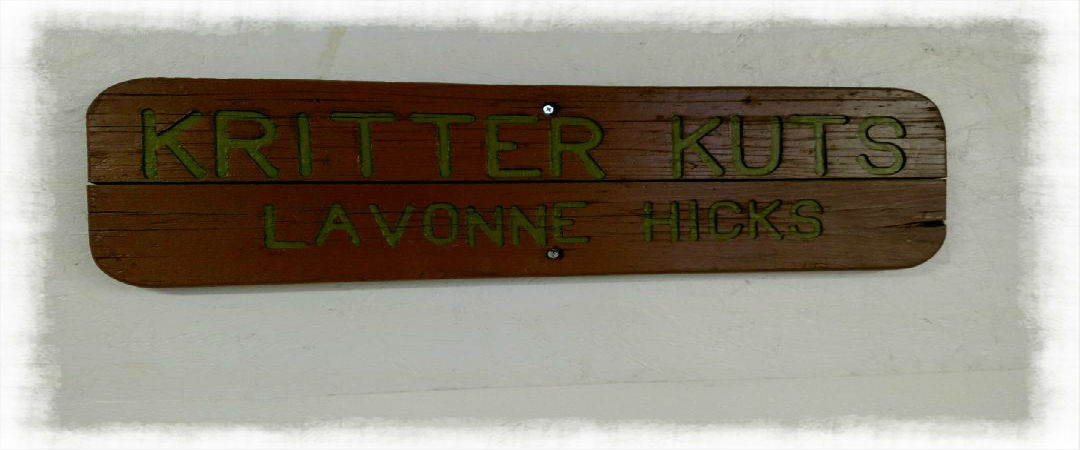 KRITTER KUTS
LAVONNE HICKS